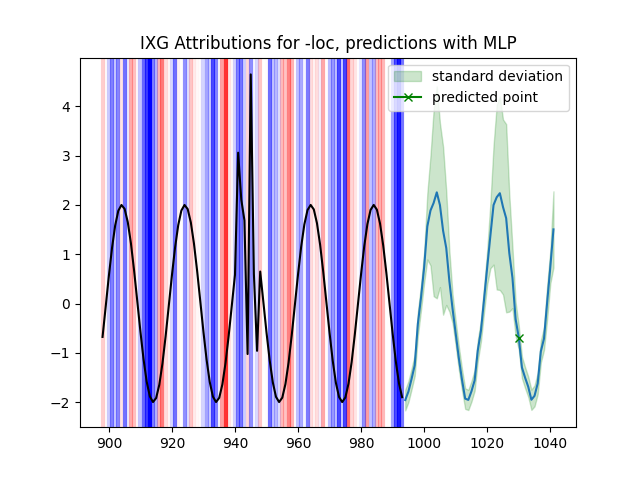 IXG Attributions for -loc, predictions with MLP
standard deviation
predicted point
4
3
2
1
0
−1
−2
900 920 940 960 980 1000 1020 1040